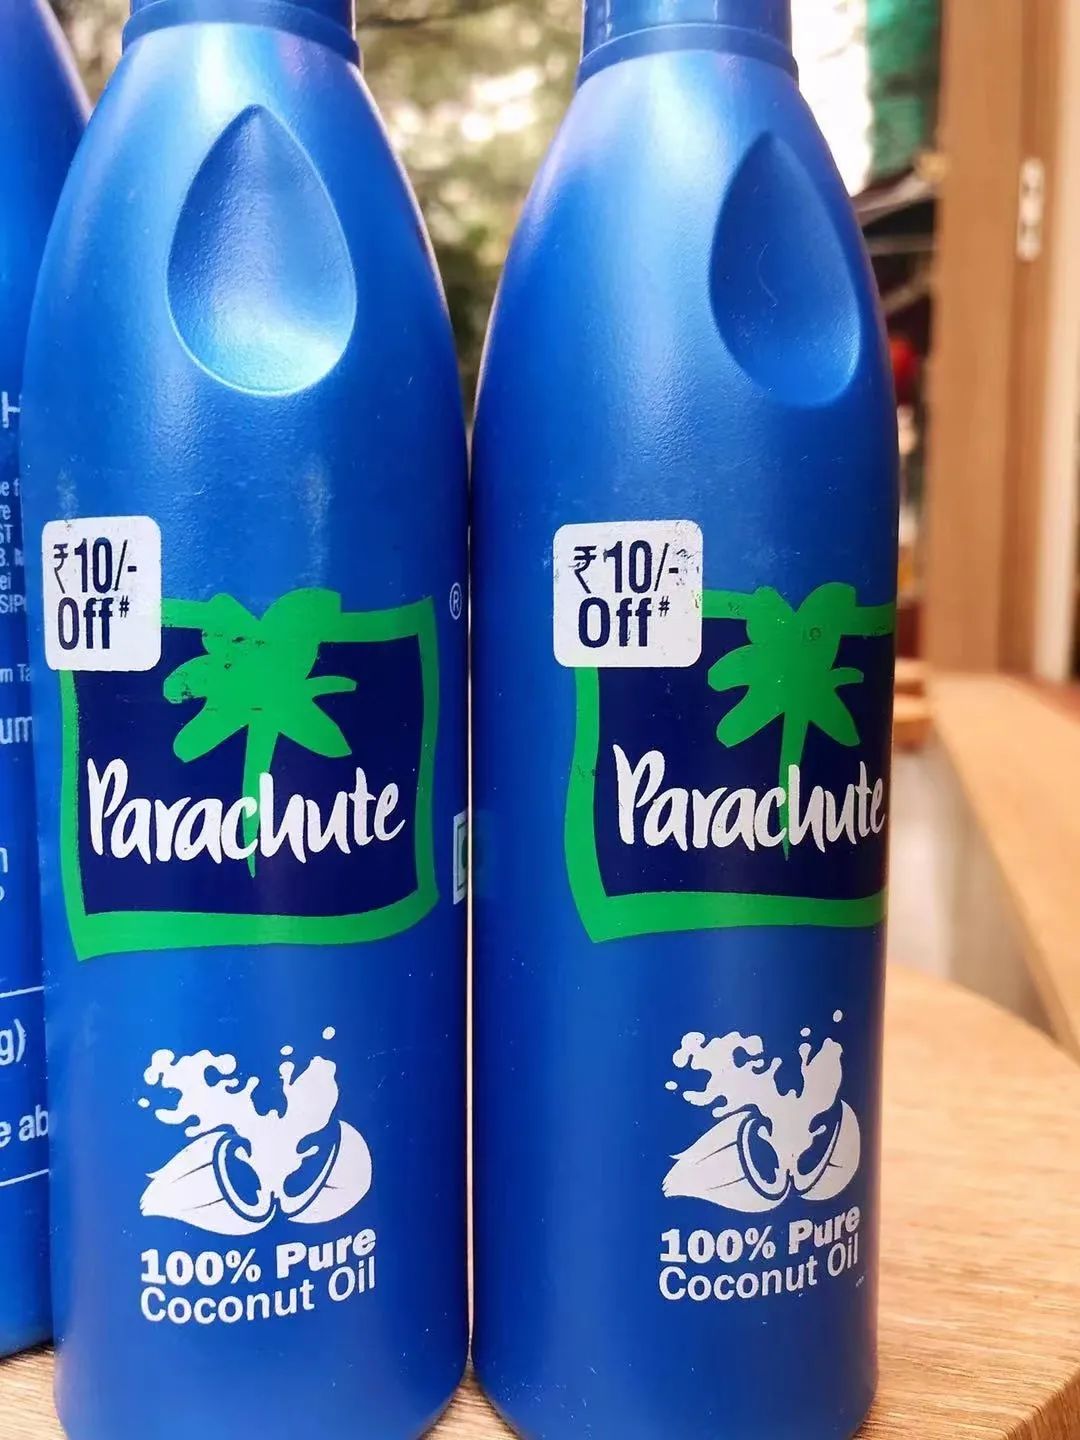 ₹10/-
Off#
®
Parachute
100% Pure
Coconut Oil
₹10/-
Off#
Parachute
100% Pure
Coconut Oil
g)